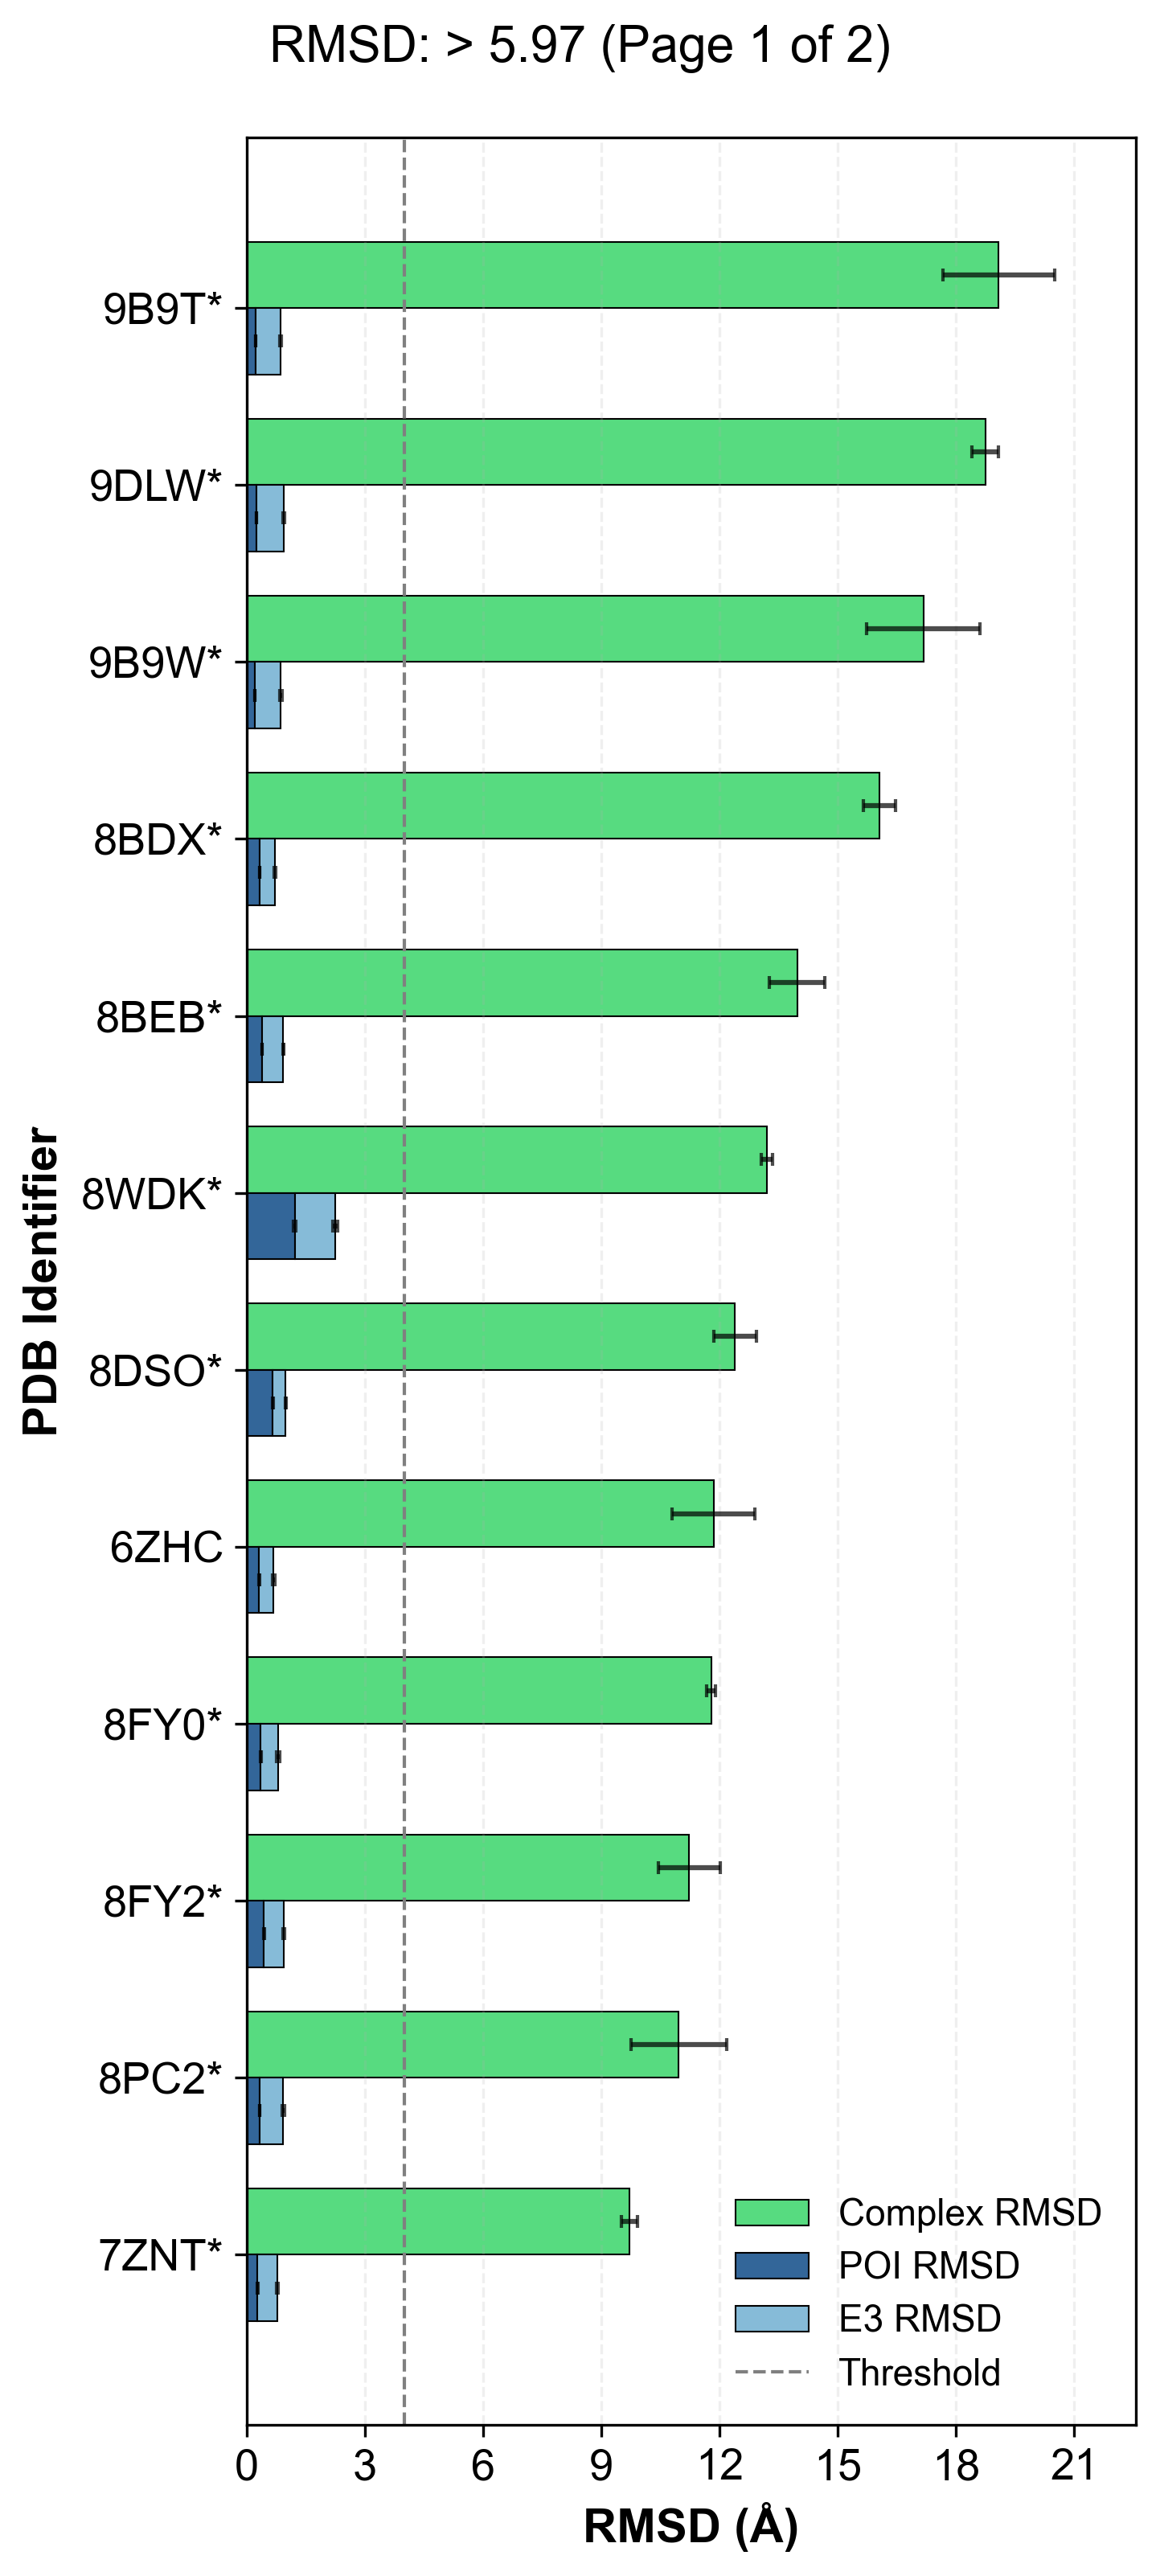 RMSD: > 5.97 (Page 1 of 2)
PDB Identifier
9B9T*
9DLW*
9B9W*
8BDX*
8BEB*
8WDK*
8DSO*
6ZHC
8FY0*
8FY2*
8PC2*
7ZNT*
Complex RMSD
POI RMSD
E3 RMSD
Threshold
0 3 6 9 12 15 18 21
RMSD (Å)